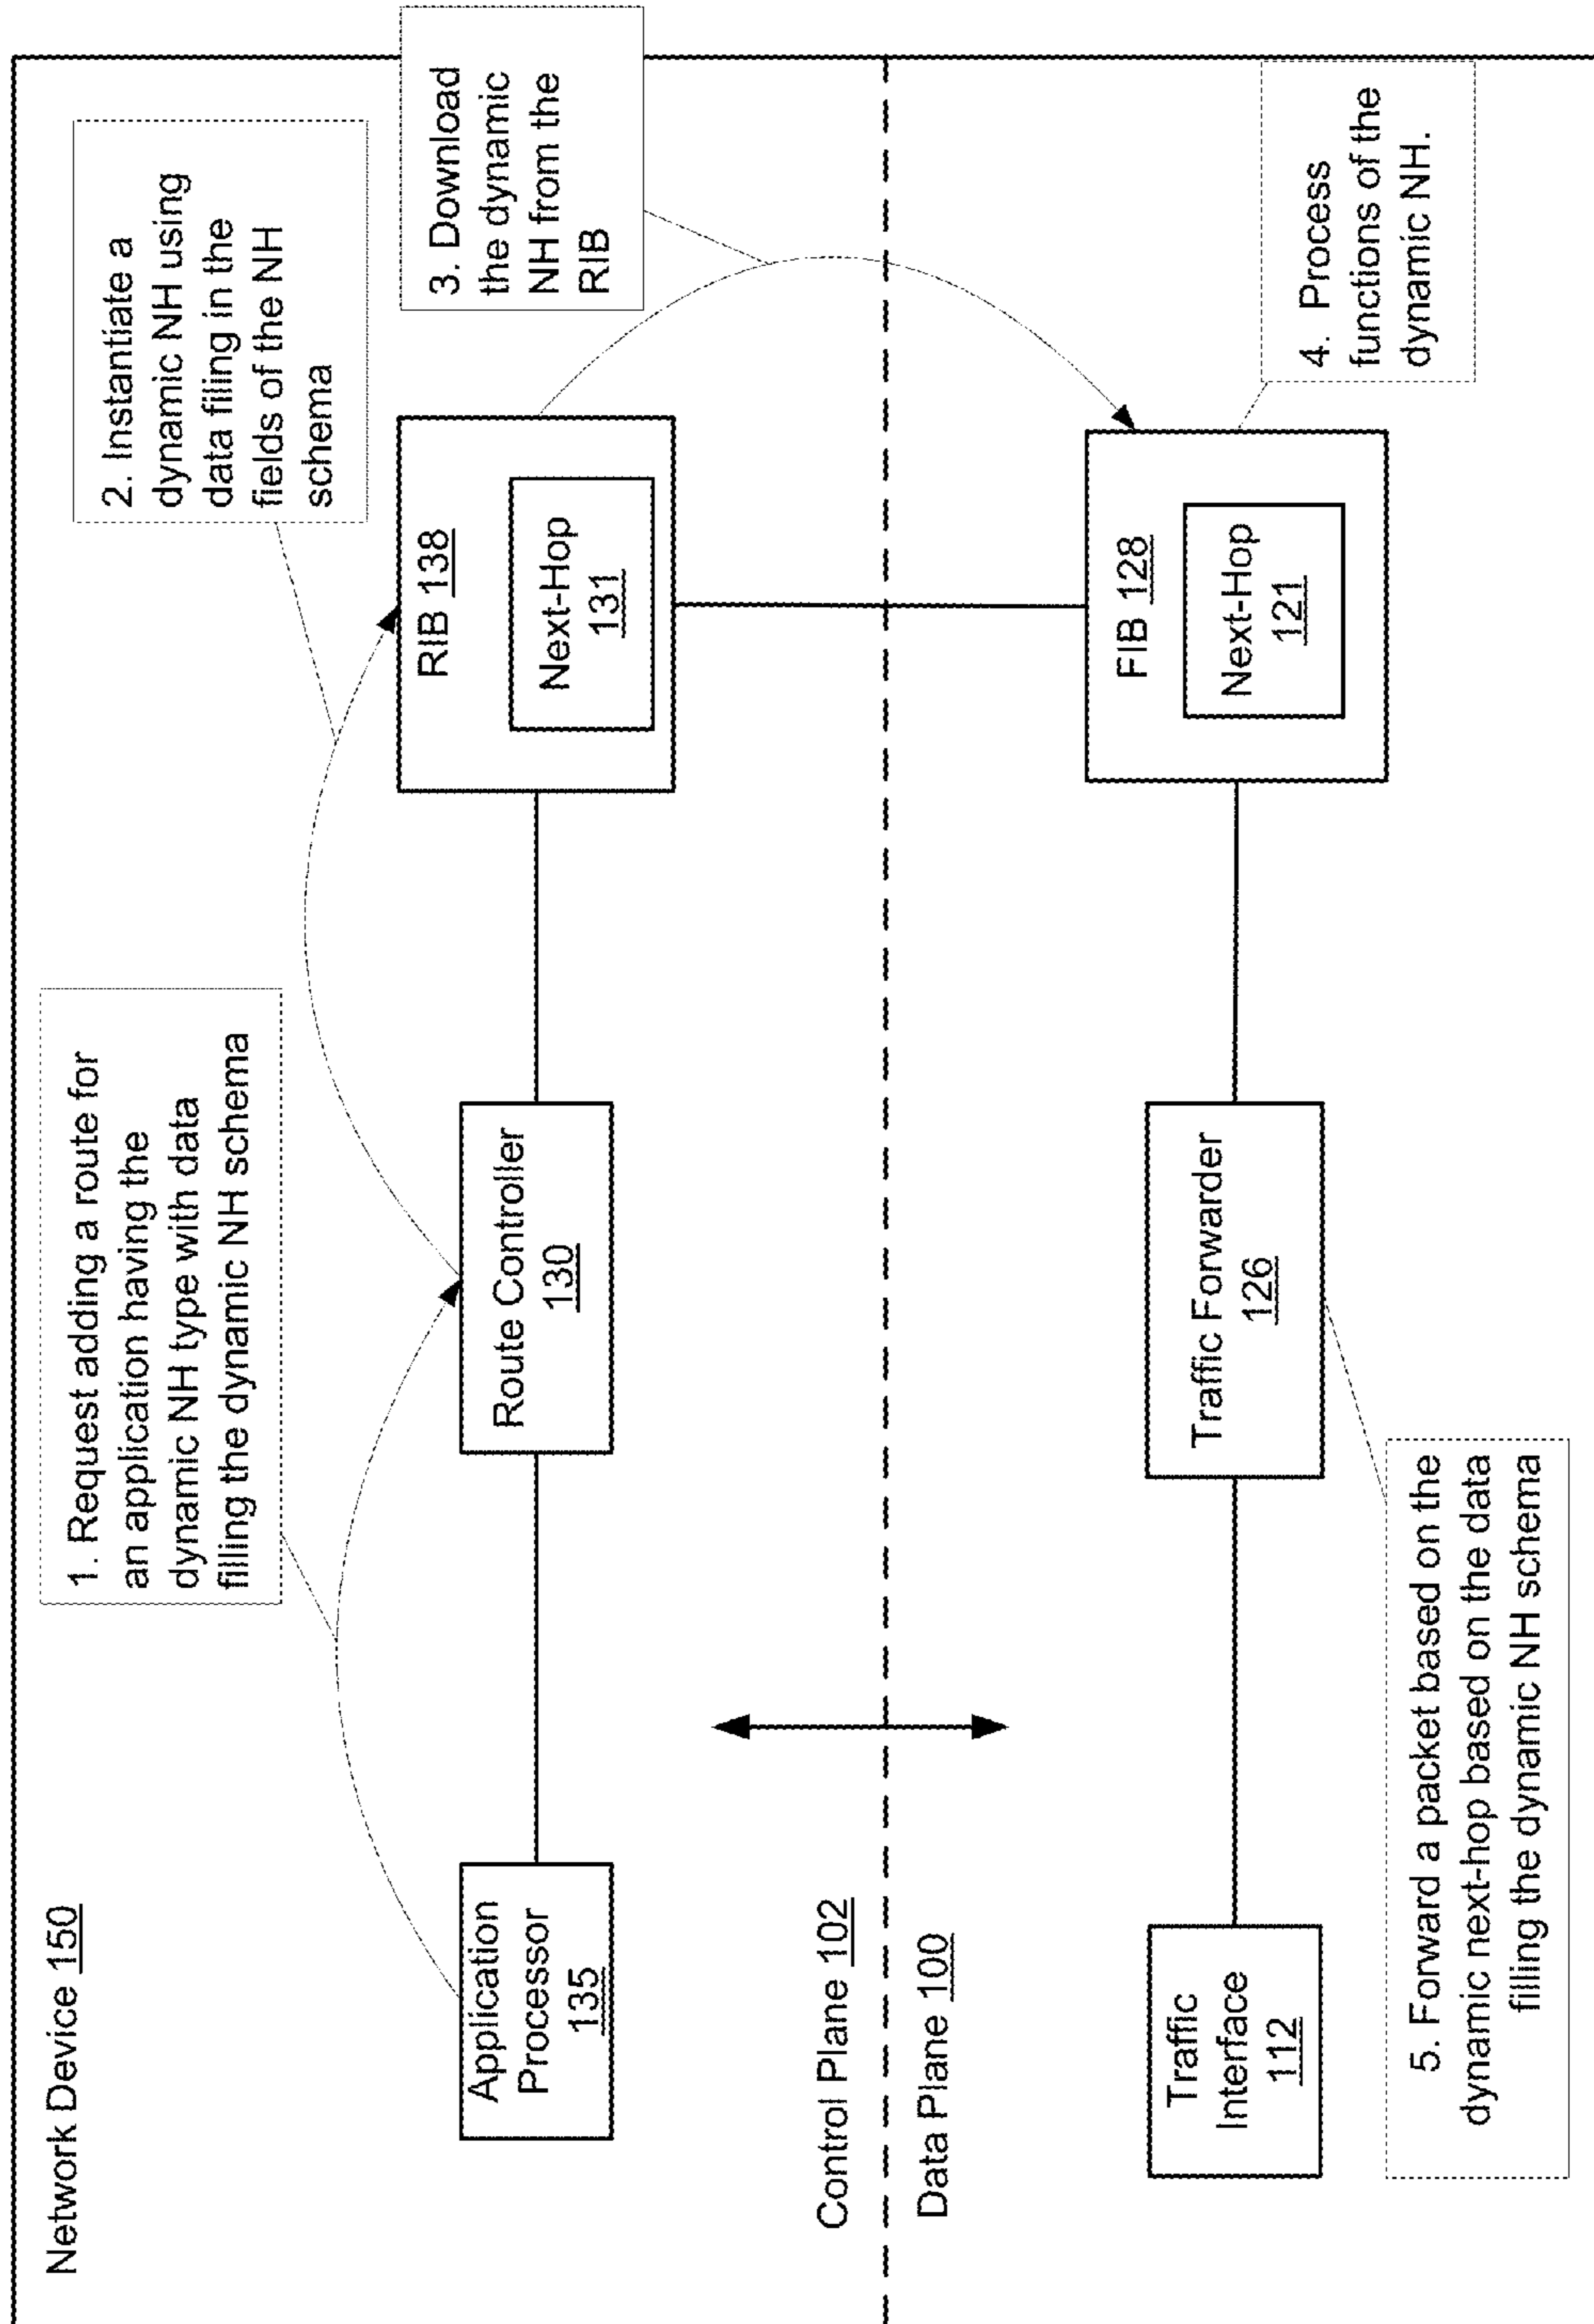 Network Device 150
1. Request adding a route for
an application having the
dynamic NH type with data
filling the dynamic NH schema
2. Instantiate a
dynamic NH using
data filing in the
fields of the NH
schema
Application
Processor
135
Route Controller
130
RIB 138
Next-Hop
131
3. Download
the dynamic
NH from the
RIB
Control Plane 102
Data Plane 100
Traffic
Interface
112
Traffic Forwarder
126
FIB 128
Next-Hop
121
4. Process
functions of the
dynamic NH.
5. Forward a packet based on the
dynamic next-hop based on the data
filling the dynamic NH schema